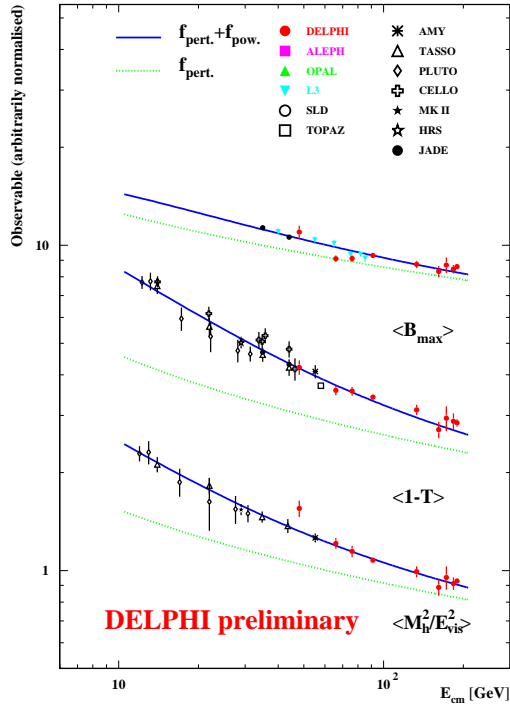 Observable (arbitrarily normalised)
f_pert.+f_pow.
f_pert.
DELPHI
ALEPH
OPAL
L3
SLD
TOPAZ
AMY
TASSO
PLUTO
CELLO
MK II
HRS
JADE
10
1
<B_max>
<1-T>
<M_h^2/E_vis^2>
DELPHI preliminary
10
10^2
E_cm [GeV]